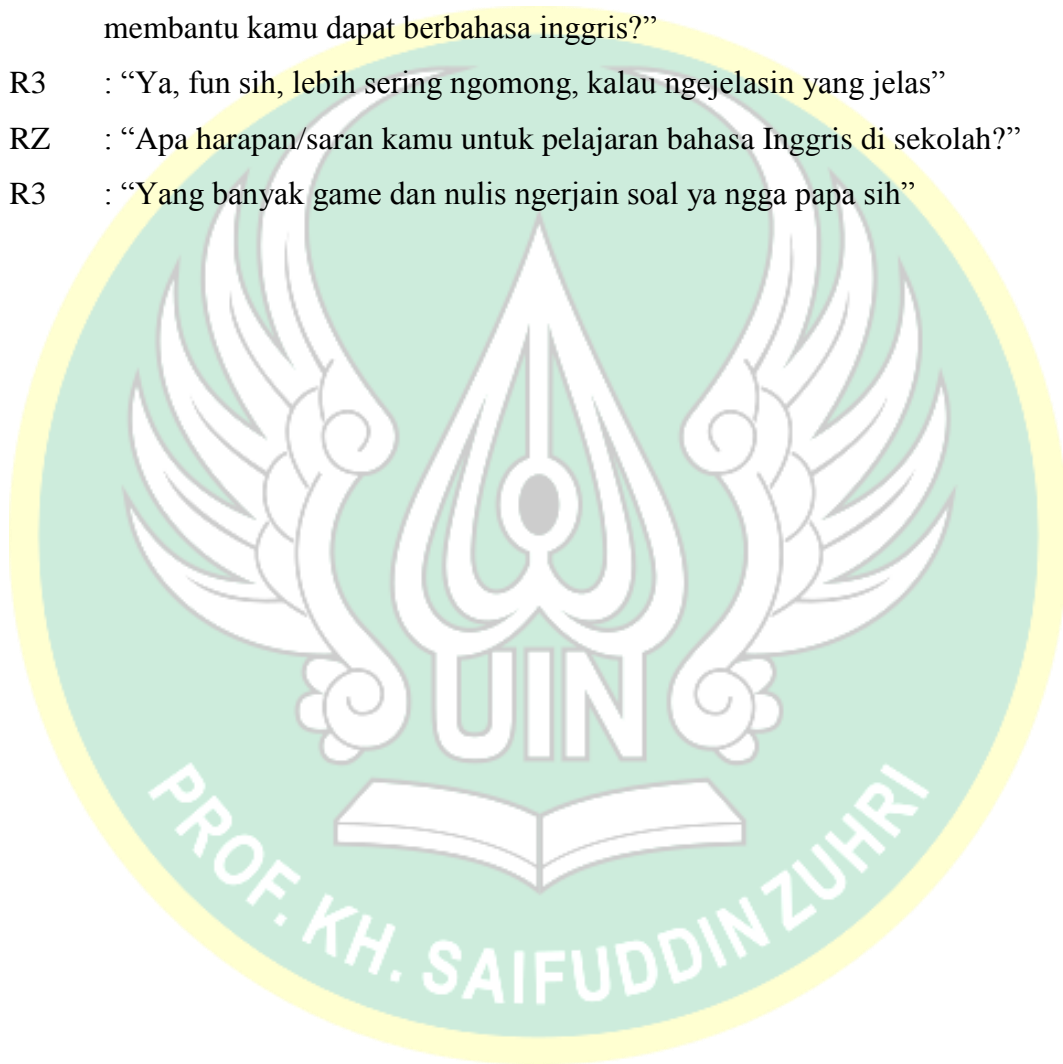 membantu kamu dapat berbahasa inggris?”
R3 : “Ya, fun sih, lebih sering ngomong, kalau ngejelasin yang jelas”
RZ : “Apa harapan/saran kamu untuk pelajaran bahasa Inggris di sekolah?”
R3 : “Yang banyak game dan nulis ngerjain soal ya ngga papa sih”
UIN
PROF. KH. SAIFUDDIN ZUHRI